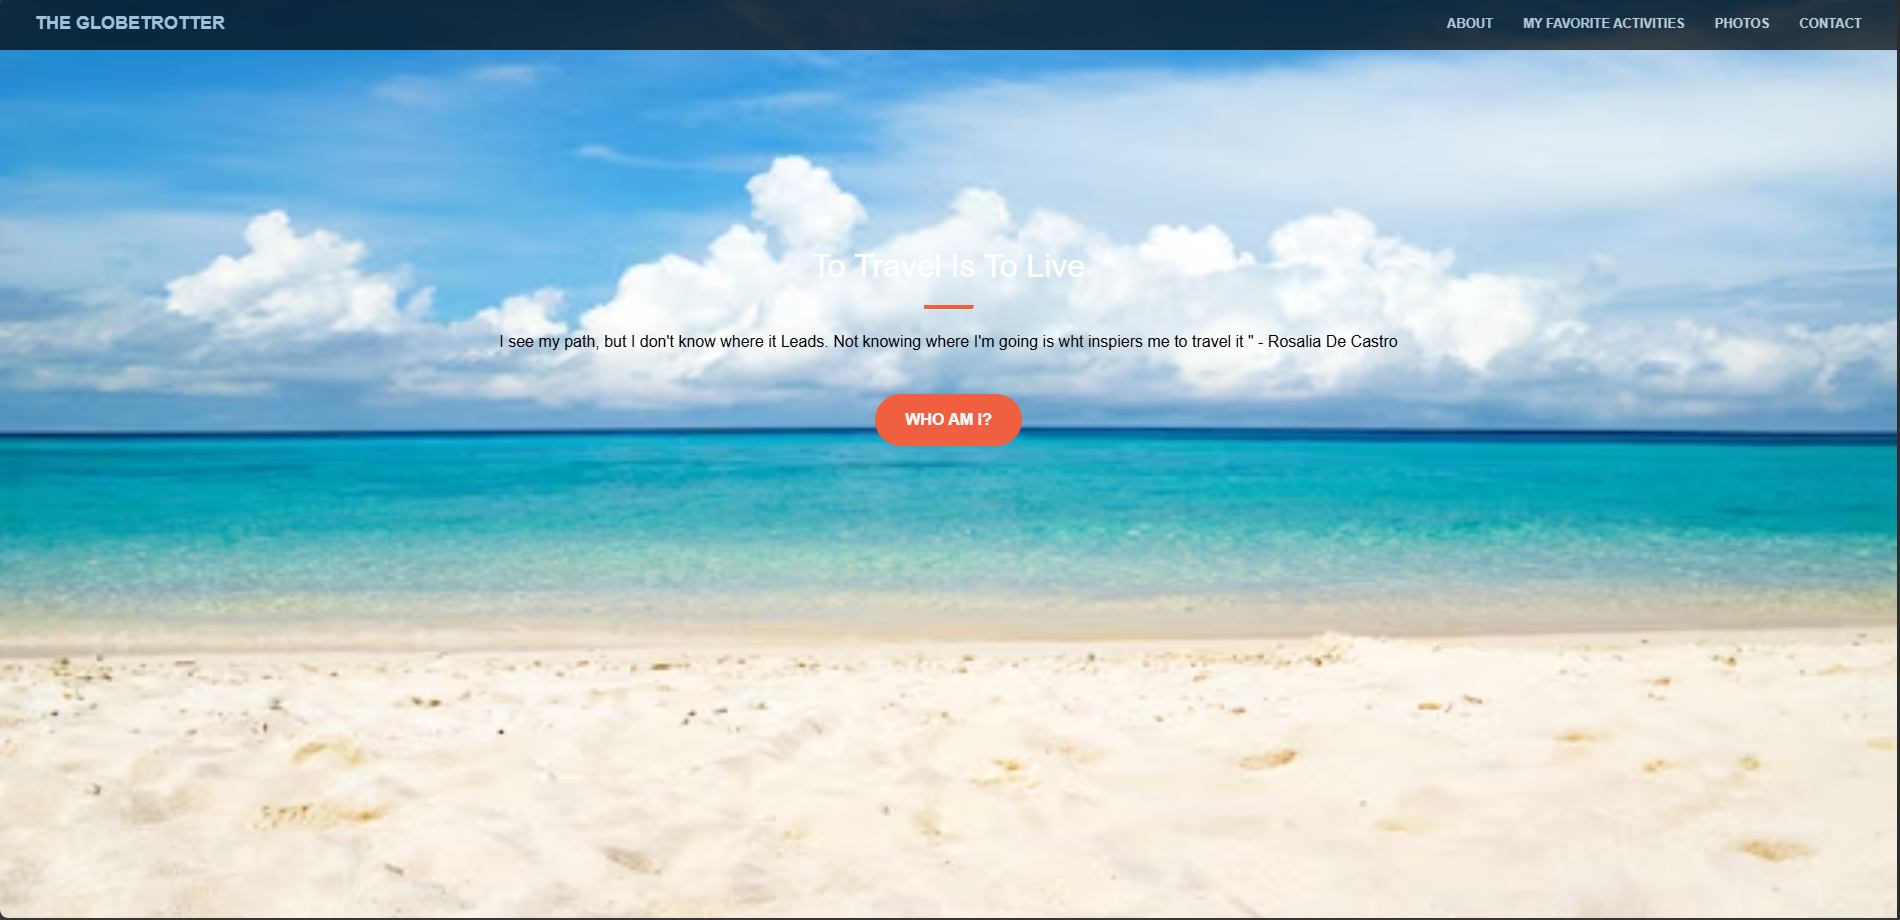 THE GLOBETROTTER
ABOUT MY FAVORITE ACTIVITIES PHOTOS CONTACT
To Travel Is To Live
I see my path, but I don't know where it Leads. Not knowing where I'm going is wht inspiers me to travel it " - Rosalia De Castro
WHO AM I?